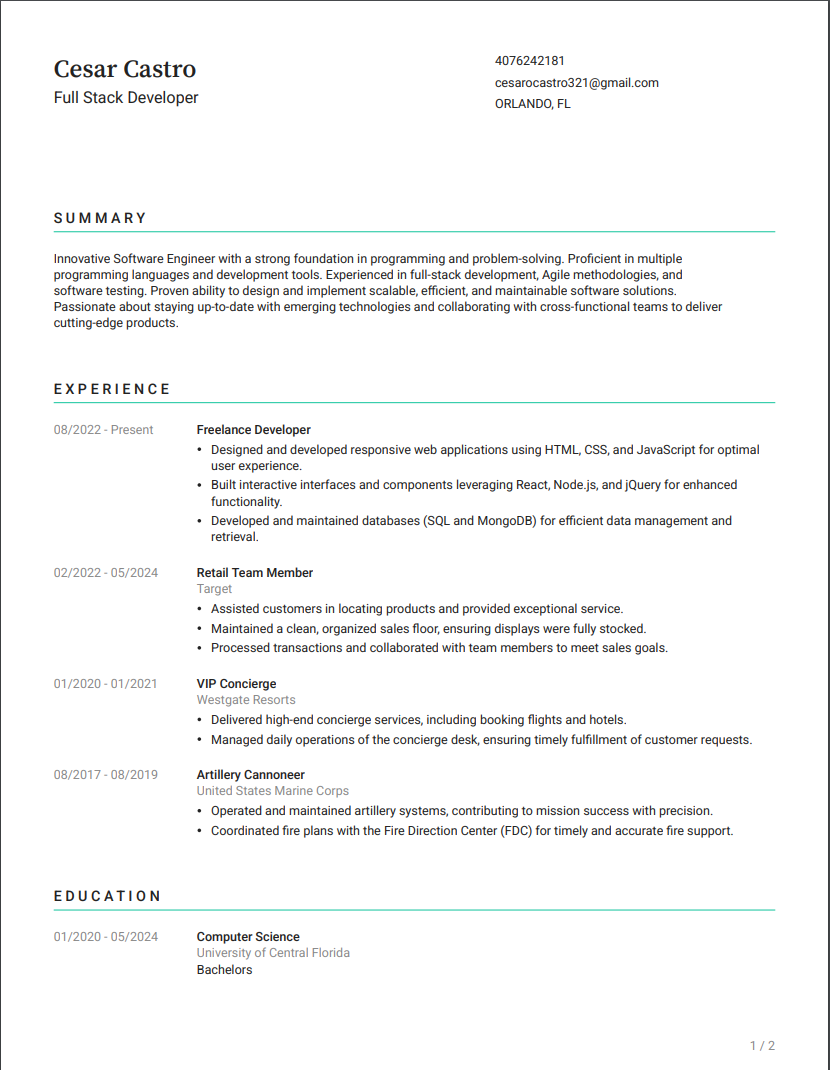 Cesar Castro
Full Stack Developer
4076242181
cesarocastro321@gmail.com
ORLANDO, FL
SUMMARY
Innovative Software Engineer with a strong foundation in programming and problem-solving. Proficient in multiple
programming languages and development tools. Experienced in full-stack development, Agile methodologies, and
software testing. Proven ability to design and implement scalable, efficient, and maintainable software solutions.
Passionate about staying up-to-date with emerging technologies and collaborating with cross-functional teams to deliver
cutting-edge products.
EXPERIENCE
08/2022 - Present
Freelance Developer
• Designed and developed responsive web applications using HTML, CSS, and JavaScript for optimal
user experience.
• Built interactive interfaces and components leveraging React, Node.js, and jQuery for enhanced
functionality.
• Developed and maintained databases (SQL and MongoDB) for efficient data management and
retrieval.
02/2022 - 05/2024
Retail Team Member
Target
• Assisted customers in locating products and provided exceptional service.
• Maintained a clean, organized sales floor, ensuring displays were fully stocked.
• Processed transactions and collaborated with team members to meet sales goals.
01/2020 - 01/2021
VIP Concierge
Westgate Resorts
• Delivered high-end concierge services, including booking flights and hotels.
• Managed daily operations of the concierge desk, ensuring timely fulfillment of customer requests.
08/2017 - 08/2019
Artillery Cannoneer
United States Marine Corps
• Operated and maintained artillery systems, contributing to mission success with precision.
• Coordinated fire plans with the Fire Direction Center (FDC) for timely and accurate fire support.
EDUCATION
01/2020 - 05/2024
Computer Science
University of Central Florida
Bachelors
1 / 2